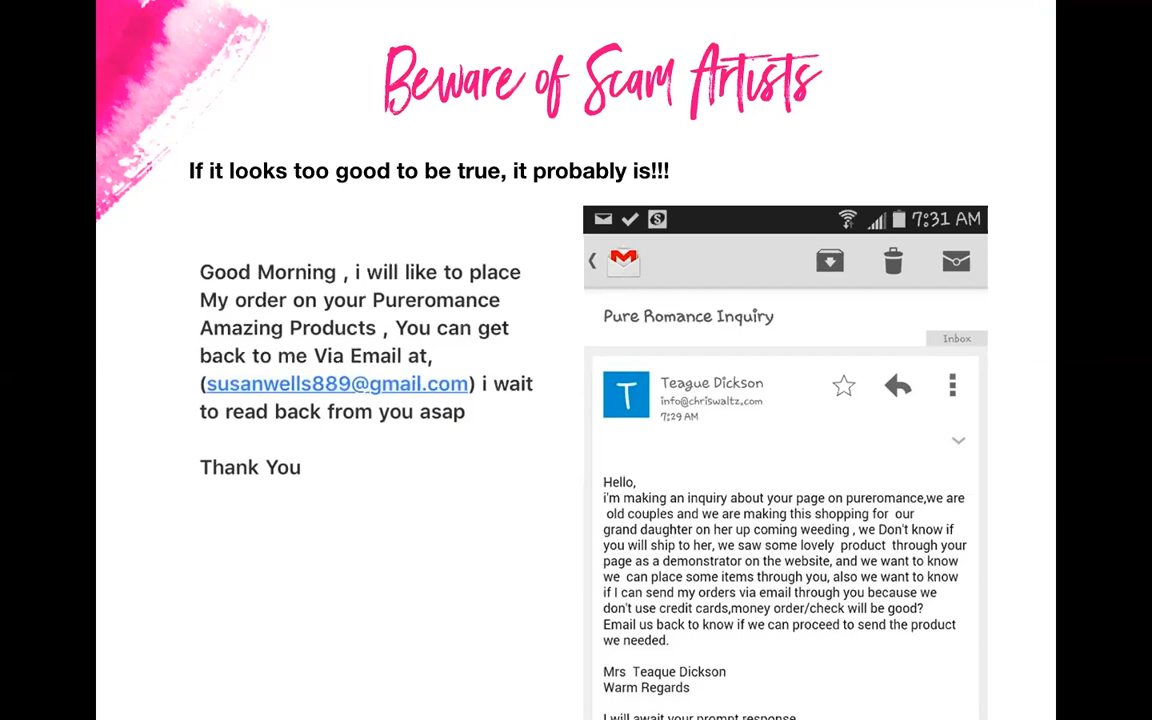 Beware of Scam Artists
If it looks too good to be true, it probably is!!!
Good Morning , i will like to place
My order on your Pureromance
Amazing Products , You can get
back to me Via Email at,
(susanwells889@gmail.com) i wait
to read back from you asap
Thank You
7:31 AM
Pure Romance Inquiry
Inbox
T
Teague Dickson
info@chriswaltz.com
7:29 AM
Hello,
i'm making an inquiry about your page on pureromance,we are
old couples and we are making this shopping for our
grand daughter on her up coming weeding , we Don't know if
you will ship to her, we saw some lovely product through your
page as a demonstrator on the website, and we want to know
we can place some items through you, also we want to know
if I can send my orders via email through you because we
don't use credit cards,money order/check will be good?
Email us back to know if we can proceed to send the product
we needed.
Mrs Teaque Dickson
Warm Regards
I will await your prompt response